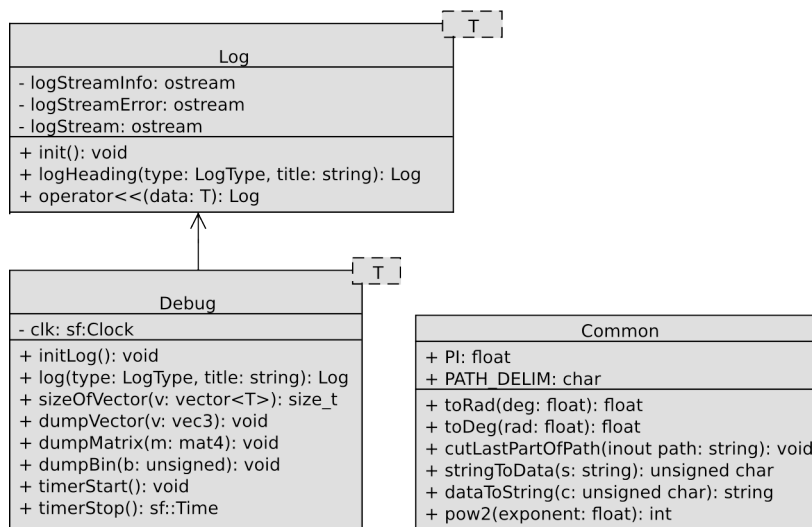 T
Log
- logStreamInfo: ostream
- logStreamError: ostream
- logStream: ostream
+ init(): void
+ logHeading(type: LogType, title: string): Log
+ operator<<(data: T): Log
T
Debug
- clk: sf:Clock
+ initLog(): void
+ log(type: LogType, title: string): Log
+ sizeOfVector(v: vector<T>): size_t
+ dumpVector(v: vec3): void
+ dumpMatrix(m: mat4): void
+ dumpBin(b: unsigned): void
+ timerStart(): void
+ timerStop(): sf::Time
Common
+ PI: float
+ PATH_DELIM: char
+ toRad(deg: float): float
+ toDeg(rad: float): float
+ cutLastPartOfPath(inout path: string): void
+ stringToData(s: string): unsigned char
+ dataToString(c: unsigned char): string
+ pow2(exponent: float): int